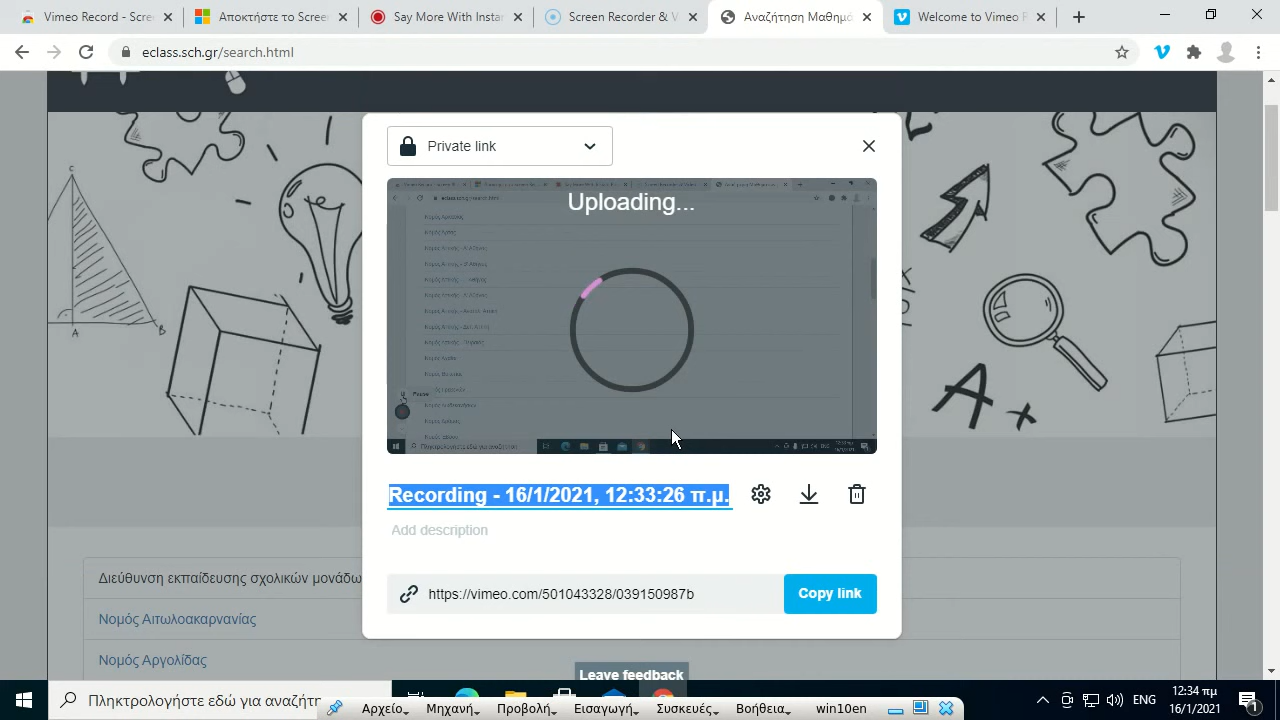 Vimeo Record - Scree
Αποκτήστε το Scree
Say More With Insta
Screen Recorder & V
Αναζήτηση Μαθημά
Welcome to Vimeo R
eclass.sch.gr/search.html
C
A
B
A+
Private link
Uploading...
Pause
Recording - 16/1/2021, 12:33:26 π.μ.
Add description
https://vimeo.com/501043328/039150987b
Copy link
Διεύθυνση εκπαίδευσης σχολικών μονάδω
Νομός Αιτωλοακαρνανίας
Νομός Αργολίδας
Leave feedback
Πληκτρολογήστε εδώ για αναζήτη
ENG
12:34 πμ
16/1/2021
1
Αρχείο
Μηχανή
Προβολή
Εισαγωγή
Συσκευές
Βοήθεια
win10en